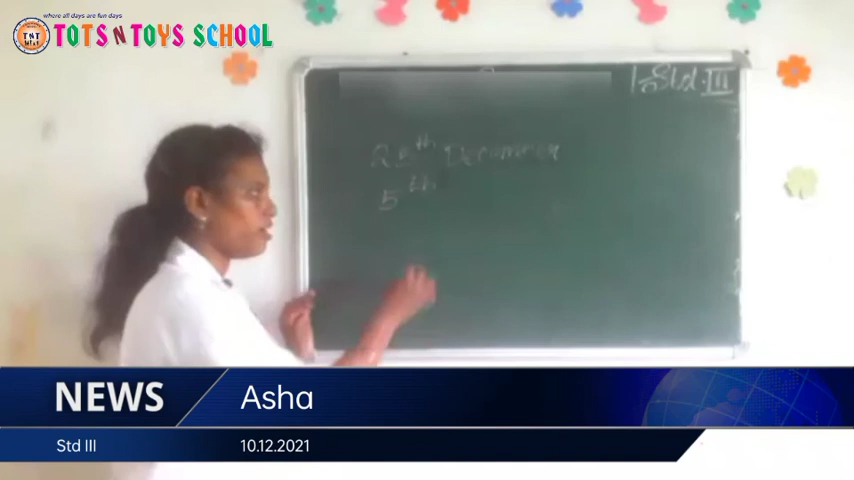 where all days are fun days
TOTS N TOYS SCHOOL
TNT
Std III
25th December
5th
NEWS
Asha
Std III
10.12.2021